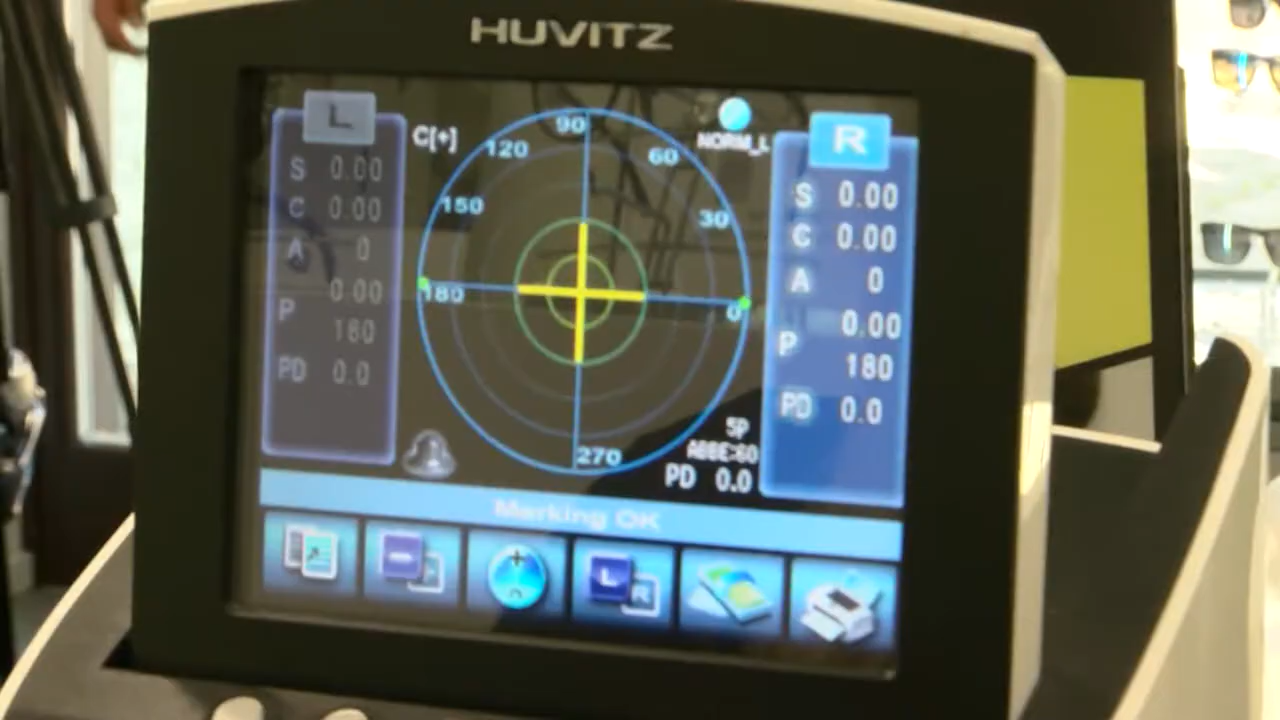 HUVITZ
L
S 0.00
C 0.00
A 0
P 0.00
180
PD 0.0
C[+]
90
120
60
150
30
180
0
270
NORM_L
5P
ABBE:60
PD 0.0
R
S 0.00
C 0.00
A 0
P 0.00
180
PD 0.0
Marking OK
L
R